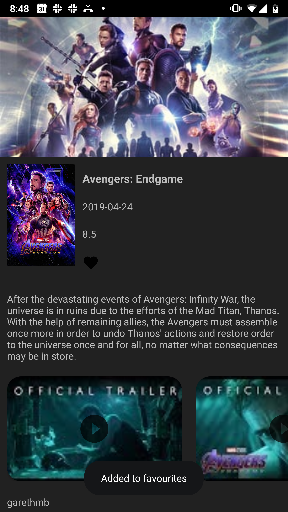 8:48
31
Avengers: Endgame
2019-04-24
8.5
After the devastating events of Avengers: Infinity War, the
universe is in ruins due to the efforts of the Mad Titan, Thanos.
With the help of remaining allies, the Avengers must assemble
once more in order to undo Thanos' actions and restore order
to the universe once and for all, no matter what consequences
may be in store.
OFFICIAL TRAILER
OFFICIAL
AVENGERS
Added to favourites
garethmb